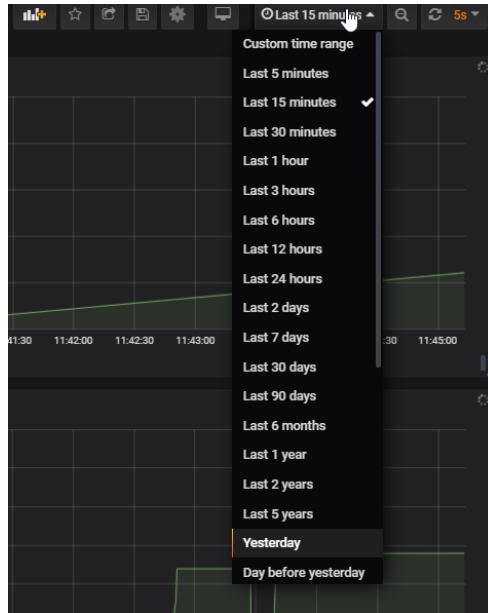 Last 15 minutes
5s
Custom time range
Last 5 minutes
Last 15 minutes
Last 30 minutes
Last 1 hour
Last 3 hours
Last 6 hours
Last 12 hours
Last 24 hours
Last 2 days
Last 7 days
Last 30 days
Last 90 days
Last 6 months
Last 1 year
Last 2 years
Last 5 years
Yesterday
Day before yesterday
41:30 11:42:00 11:42:30 11:43:00 :30 11:45:00